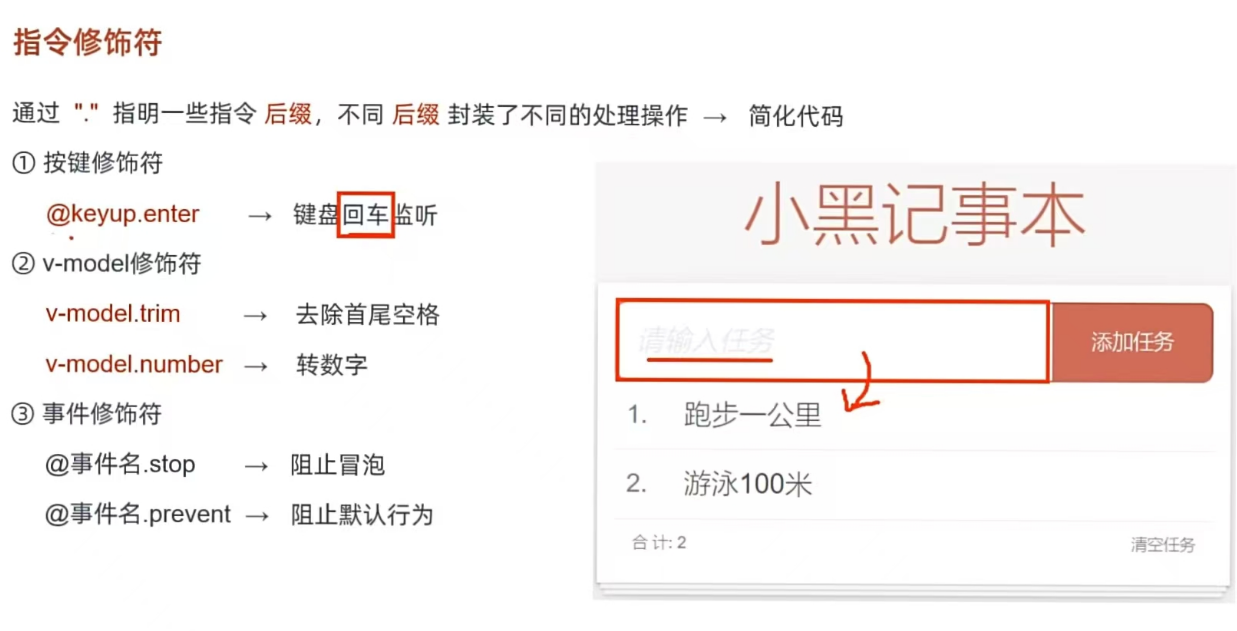 指令修饰符
通过 "." 指明一些指令 后缀，不同 后缀 封装了不同的处理操作 → 简化代码
① 按键修饰符
@keyup.enter → 键盘回车监听
② v-model修饰符
v-model.trim → 去除首尾空格
v-model.number → 转数字
③ 事件修饰符
@事件名.stop → 阻止冒泡
@事件名.prevent → 阻止默认行为
小黑记事本
请输入任务
添加任务
1. 跑步一公里
2. 游泳100米
合计: 2
清空任务